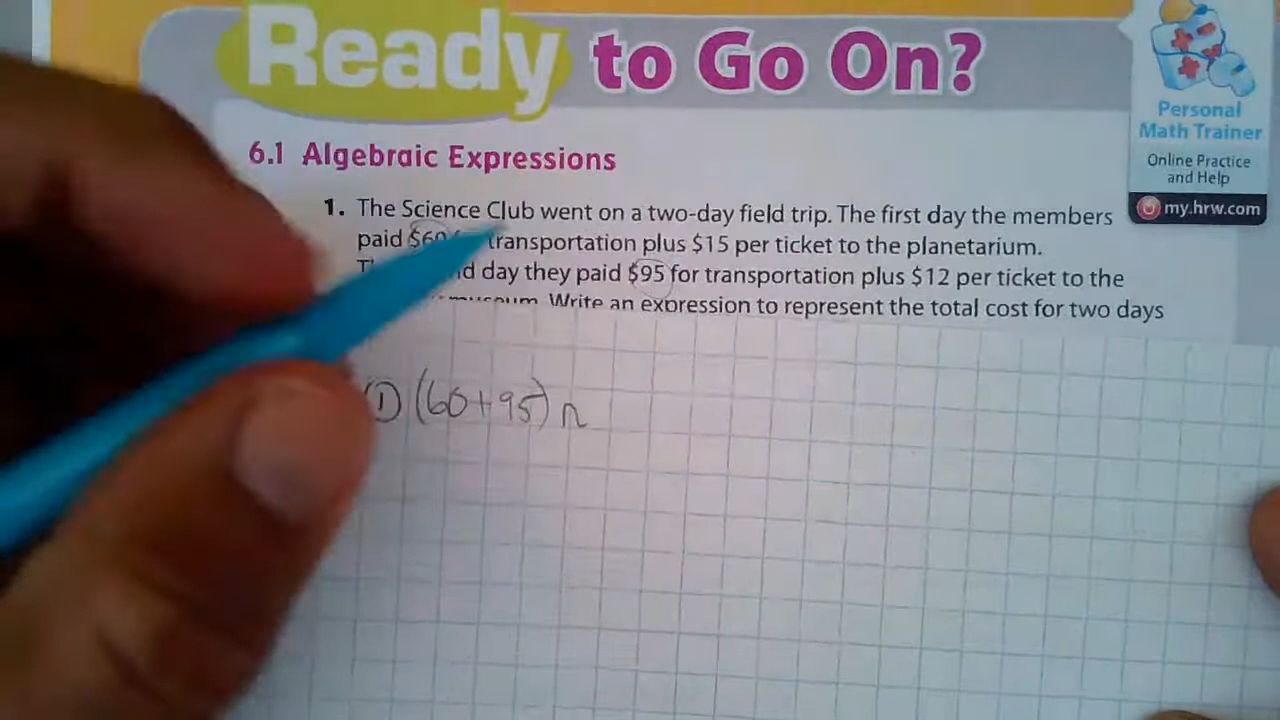 Ready to Go On?
Personal
Math Trainer
Online Practice
and Help
my.hrw.com
6.1 Algebraic Expressions
1. The Science Club went on a two-day field trip. The first day the members
paid $60 transportation plus $15 per ticket to the planetarium.
day they paid $95 for transportation plus $12 per ticket to the
museum. Write an expression to represent the total cost for two days
① (60+95) n